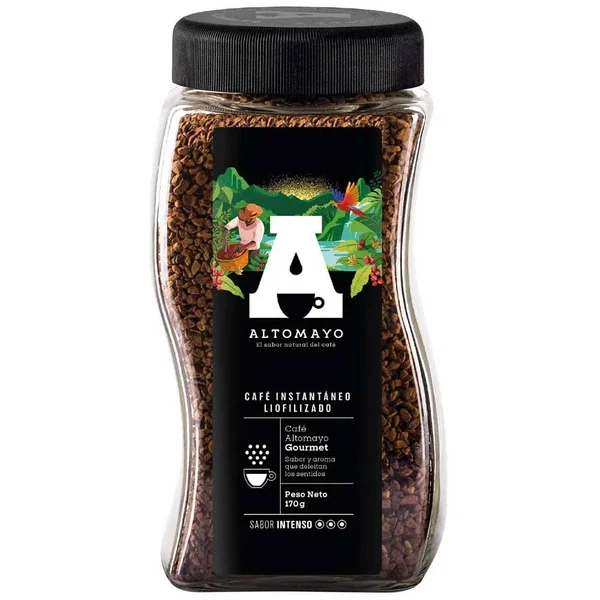 A
ALTOMAYO
El sabor natural del café
CAFÉ INSTANTÁNEO
LIOFILIZADO
Café
Altomayo
Gourmet
Sabor y aroma
que deleitan
los sentidos
Peso Neto
170g
SABOR INTENSO